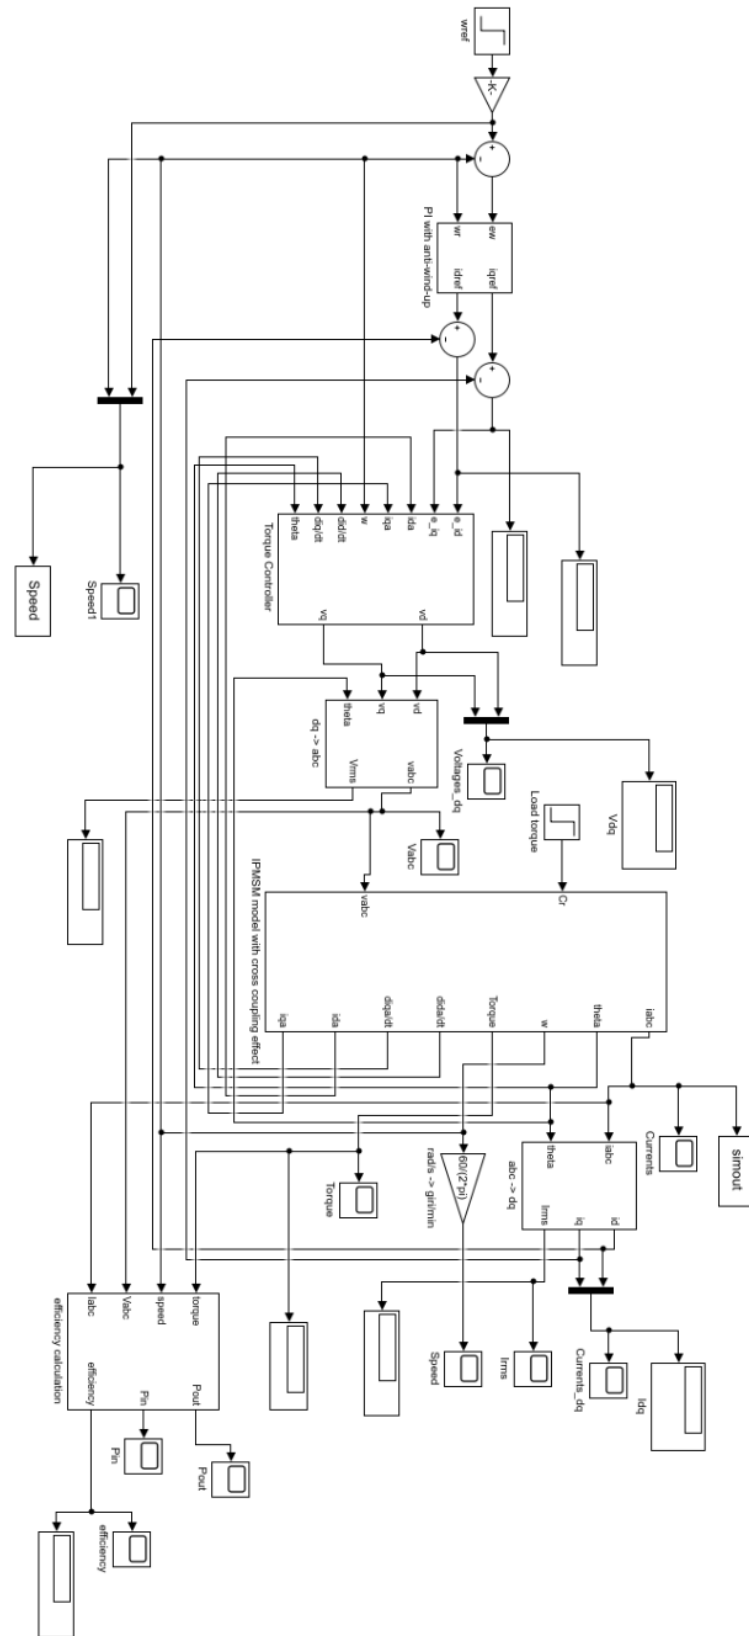 wref
-K-
+
-
ew
wr
iqref
idref
PI with anti-wind-up
+
-
+
-
Speed
Speed1
e_id
e_iq
ida
iqa
w
did/dt
diq/dt
theta
vd
vq
Torque Controller
vd
vq
theta
vabc
Vrms
dq -> abc
Voltages_dq
Vdq
Load torque
Vabc
Cr
vabc
iabc
theta
w
Torque
dida/dt
diqa/dt
ida
iqa
IPMSM model with cross coupling effect
simout
Currents
iabc
theta
id
iq
Irms
abc -> dq
60/(2*pi)
rad/s -> giri/min
Torque
Speed
Irms
Currents_dq
Idq
torque
speed
Vabc
Iabc
Pout
Pin
efficiency
efficiency calculation
Pout
Pin
efficiency